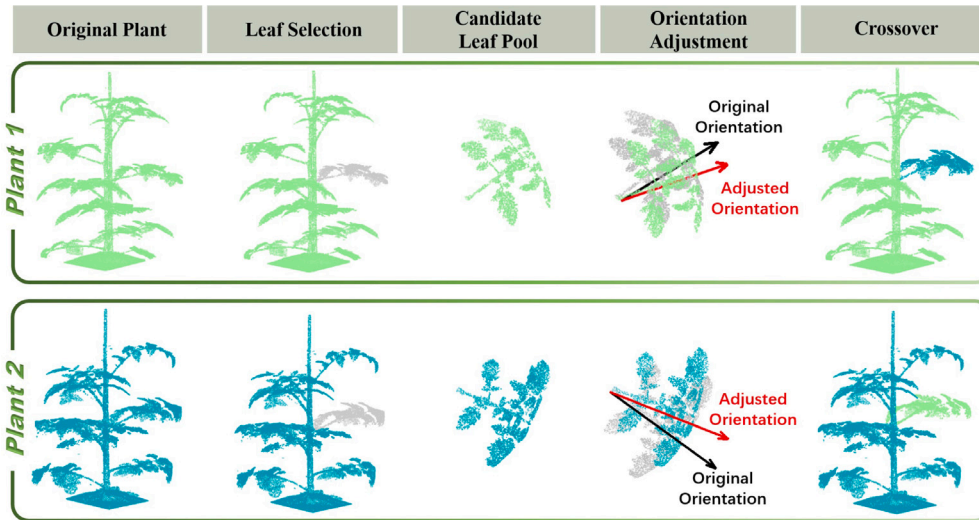 Original Plant
Leaf Selection
Candidate
Leaf Pool
Orientation
Adjustment
Crossover
Plant 1
Original
Orientation
Adjusted
Orientation
Plant 2
Adjusted
Orientation
Original
Orientation